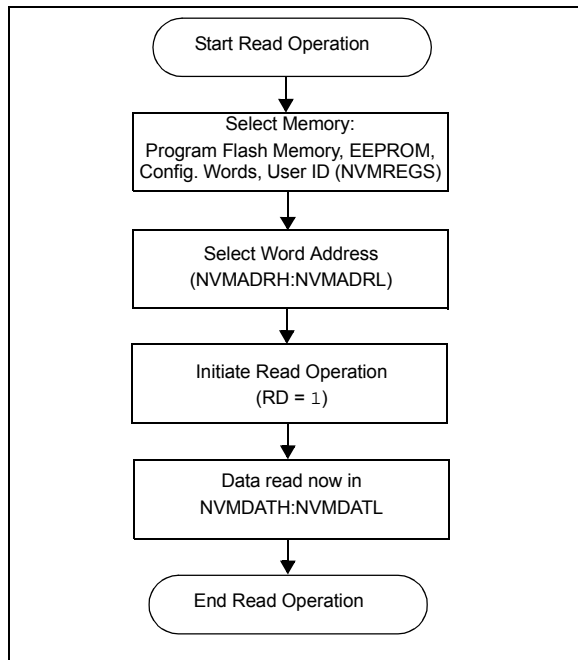 Start Read Operation
Select Memory:
Program Flash Memory, EEPROM,
Config. Words, User ID (NVMREGS)
Select Word Address
(NVMADRH:NVMADRL)
Initiate Read Operation
(RD = 1)
Data read now in
NVMDATH:NVMDATL
End Read Operation